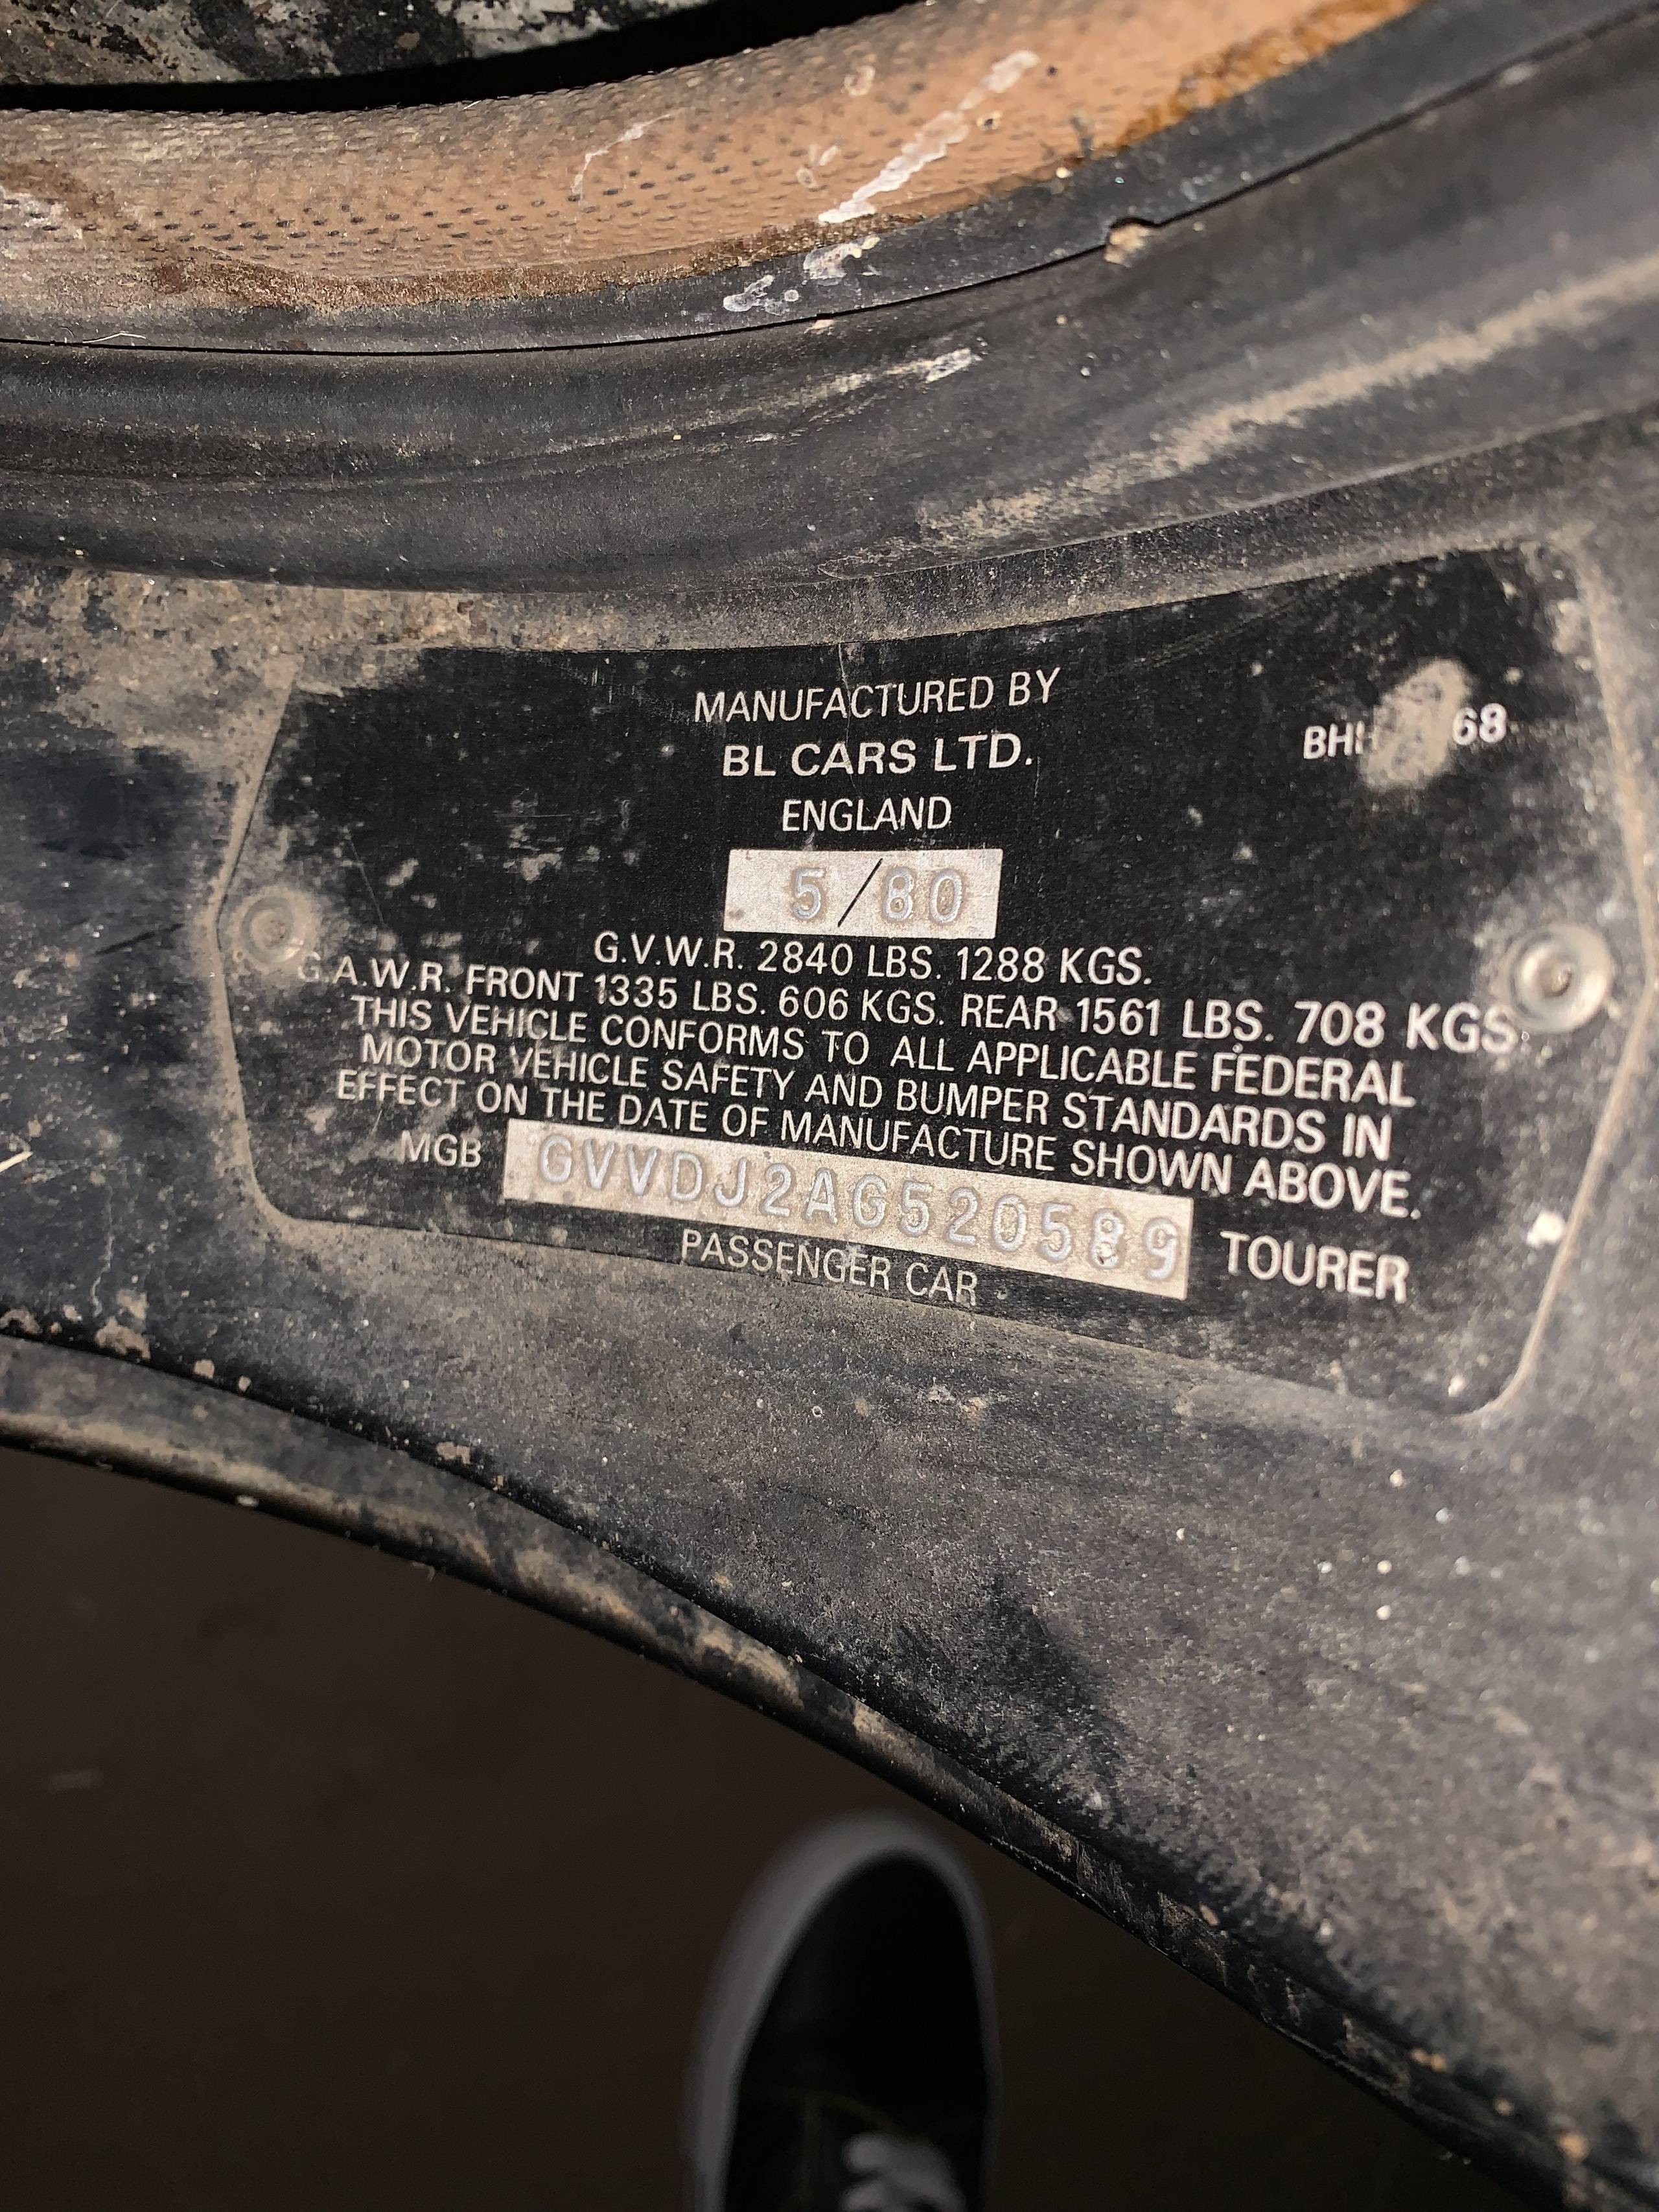 MANUFACTURED BY
BL CARS LTD.
68
ENGLAND
5/80
G.V.W.R. 2840 LBS. 1288 KGS.
G.A.W.R. FRONT 1335 LBS. 606 KGS. REAR 1561 LBS. 708 KGS.
THIS VEHICLE CONFORMS TO ALL APPLICABLE FEDERAL
MOTOR VEHICLE SAFETY AND BUMPER STANDARDS IN
EFFECT ON THE DATE OF MANUFACTURE SHOWN ABOVE.
MGB GVVDJ2AG520589 TOURER
PASSENGER CAR